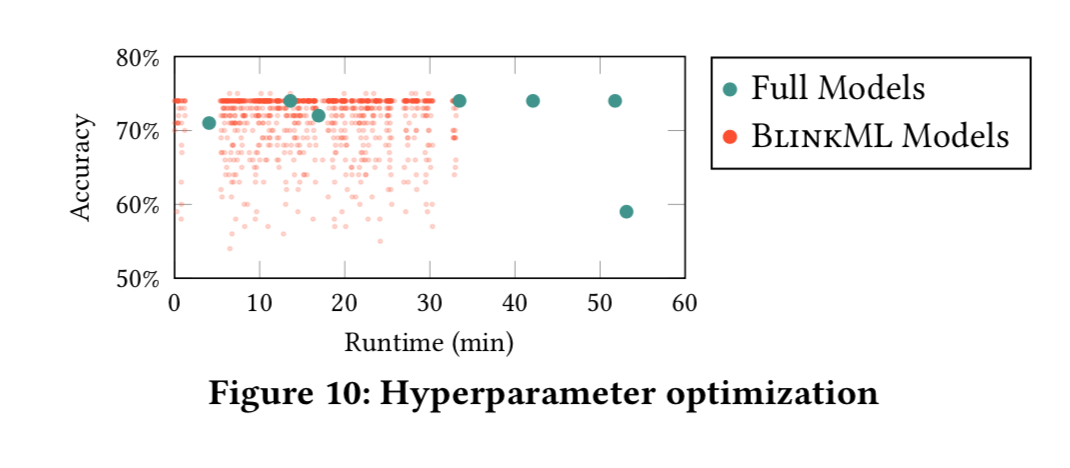 80%
70%
60%
50%
Accuracy
0 10 20 30 40 50 60
Runtime (min)
Full Models
BLINKML Models
Figure 10: Hyperparameter optimization